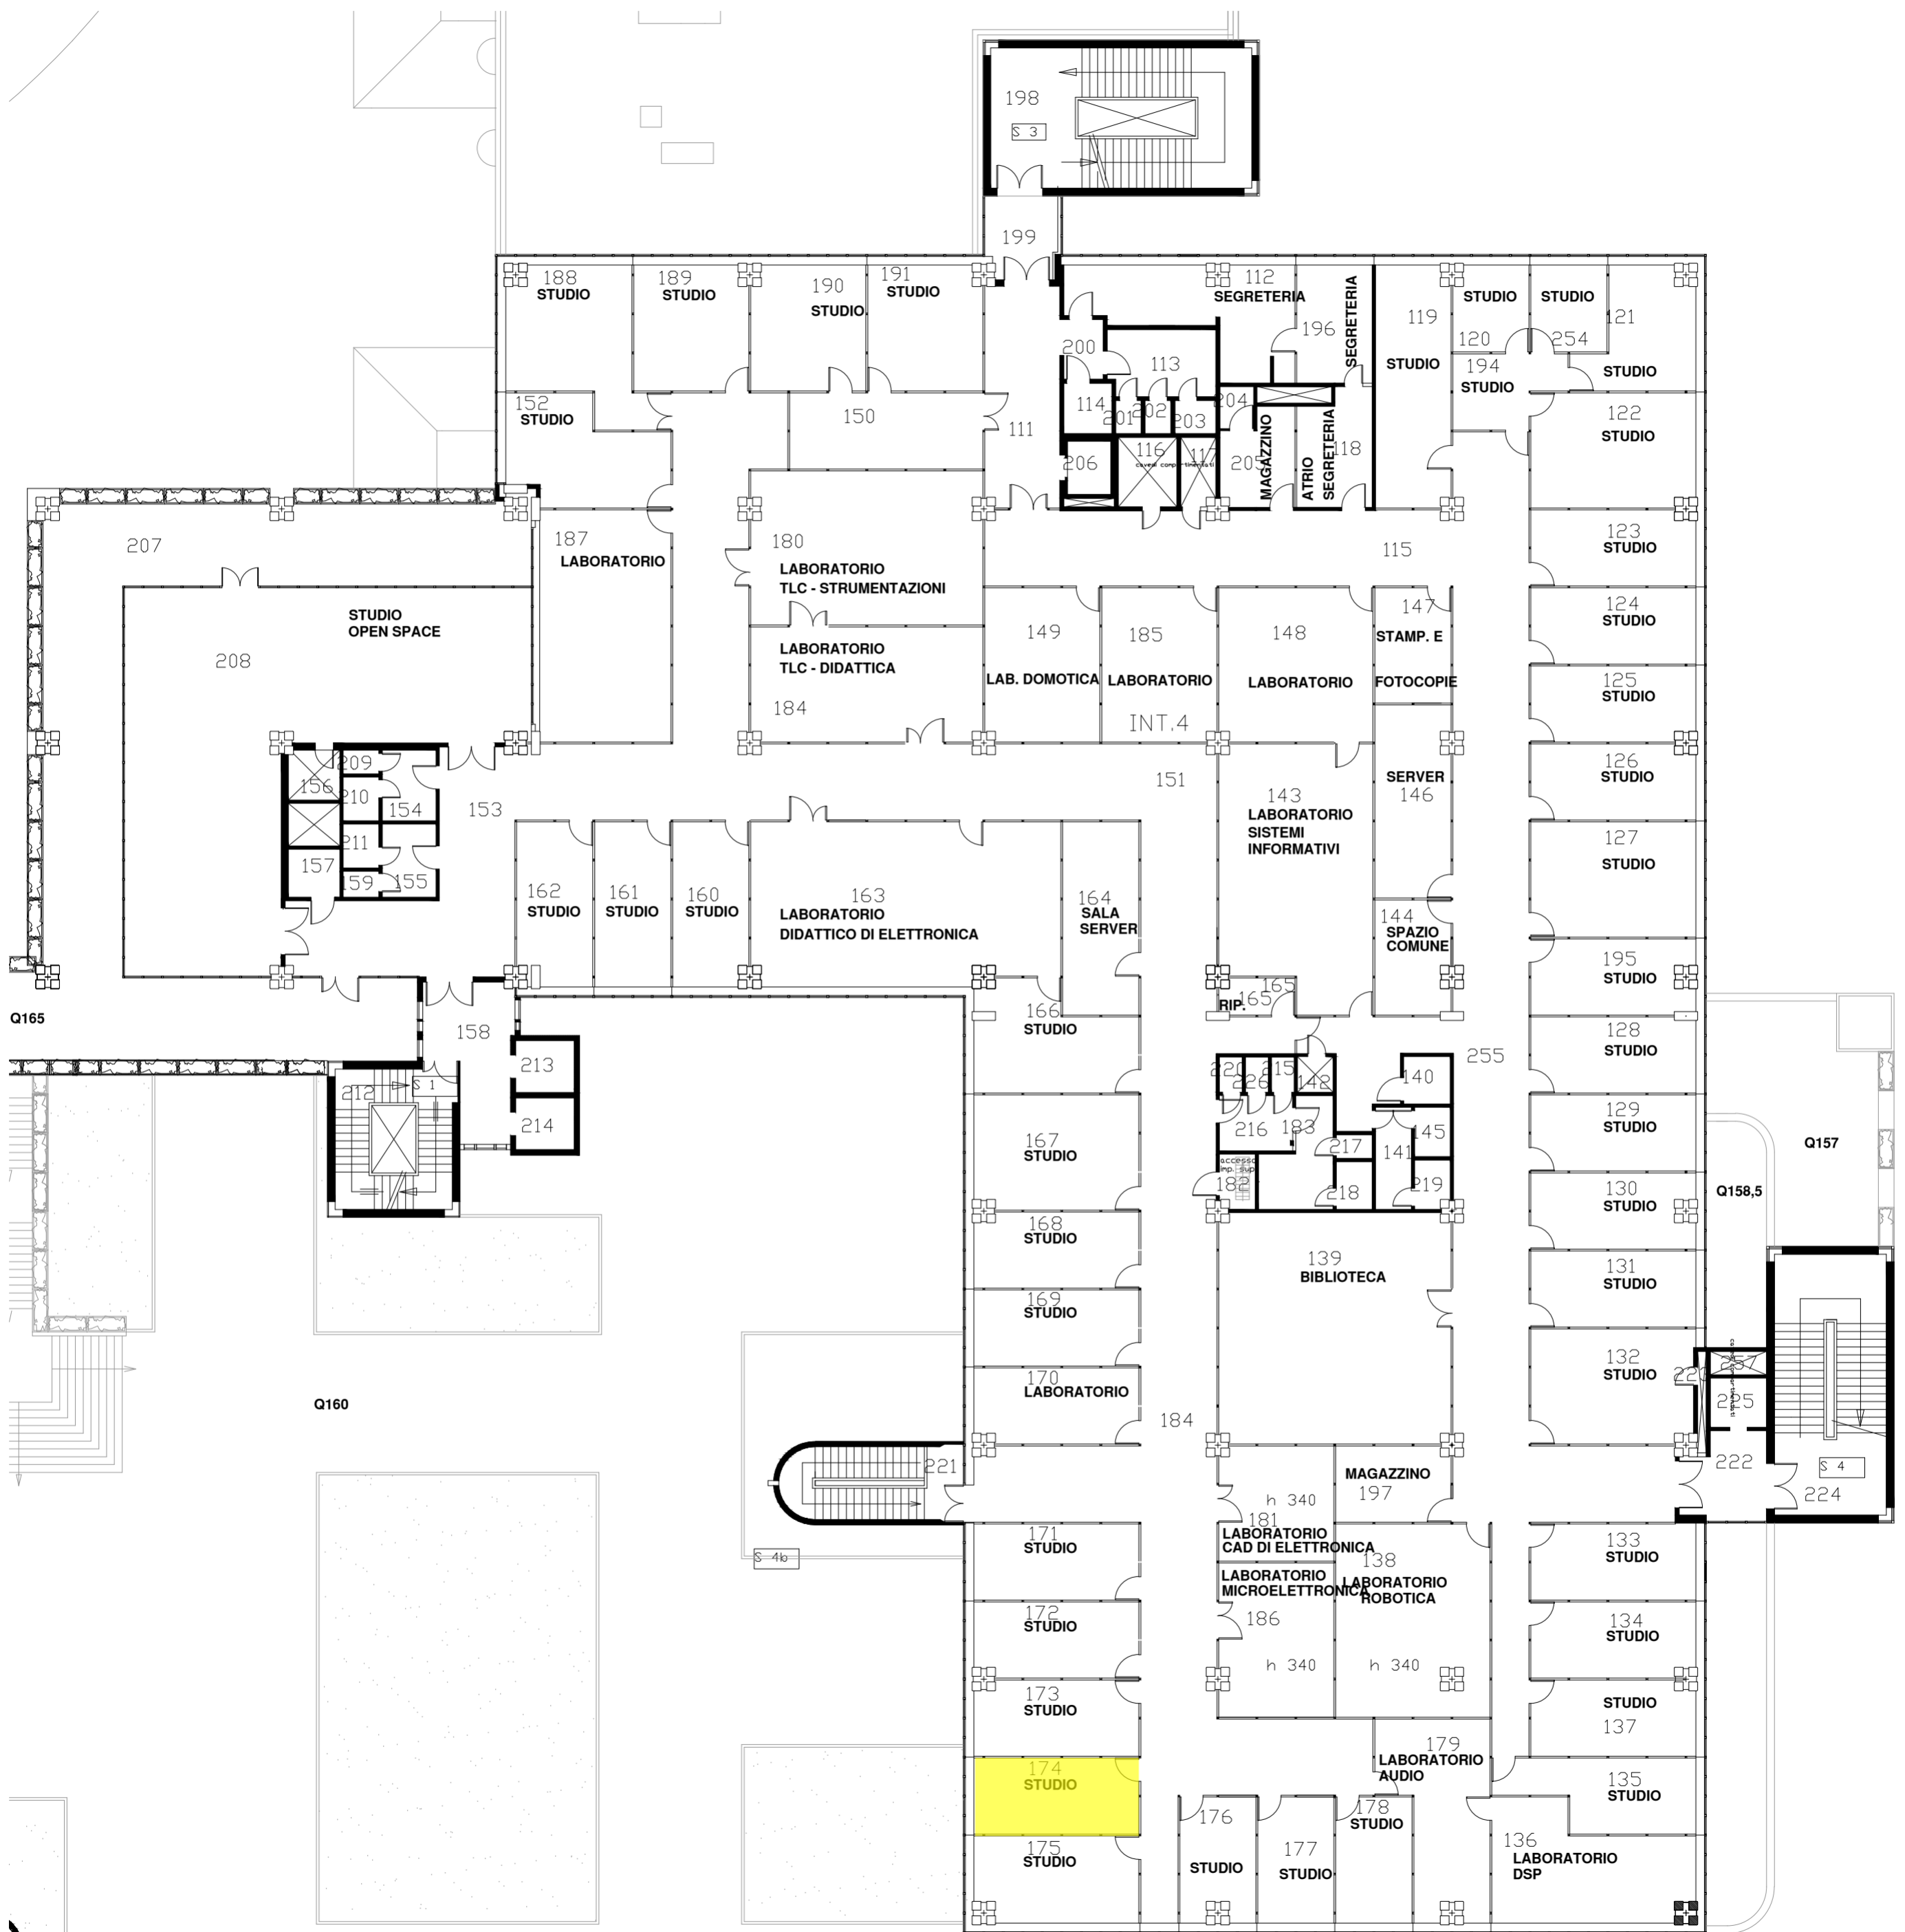 198
S 3
199
188
STUDIO
189
STUDIO
190
STUDIO
191
STUDIO
112
SEGRETERIA
196
SEGRETERIA
119
STUDIO
STUDIO
120
STUDIO
254
121
STUDIO
194
STUDIO
200
113
114
201
202
203
204
152
STUDIO
150
111
122
STUDIO
206
116
117
205
MAGAZZINO
ATRIO
SEGRETERIA
118
207
187
LABORATORIO
180
LABORATORIO
TLC - STRUMENTAZIONI
115
123
STUDIO
STUDIO
OPEN SPACE
208
LABORATORIO
TLC - DIDATTICA
184
149
LAB. DOMOTICA
185
LABORATORIO
INT.4
148
LABORATORIO
147
STAMP. E
FOTOCOPIE
124
STUDIO
125
STUDIO
156
209
210
154
153
151
143
LABORATORIO
SISTEMI
INFORMATIVI
SERVER
146
126
STUDIO
211
157
159
155
162
STUDIO
161
STUDIO
160
STUDIO
163
LABORATORIO
DIDATTICO DI ELETTRONICA
164
SALA
SERVER
127
STUDIO
144
SPAZIO
COMUNE
195
STUDIO
Q165
158
166
STUDIO
RIP.
165
165
255
128
STUDIO
213
212
S 1
214
220
226
215
142
140
129
STUDIO
Q157
167
STUDIO
216
183
217
145
141
accesso
imp. sup
182
218
219
130
STUDIO
Q158,5
168
STUDIO
139
BIBLIOTECA
131
STUDIO
169
STUDIO
170
LABORATORIO
184
132
STUDIO
225
Q160
221
S 4b
h 340
181
LABORATORIO
CAD DI ELETTRONICA
MAGAZZINO
197
222
S 4
224
171
STUDIO
138
LABORATORIO
ROBOTICA
133
STUDIO
LABORATORIO
MICROELETTRONICA
186
172
STUDIO
134
STUDIO
h 340
h 340
173
STUDIO
STUDIO
137
174
STUDIO
179
LABORATORIO
AUDIO
135
STUDIO
175
STUDIO
176
STUDIO
177
STUDIO
178
STUDIO
136
LABORATORIO
DSP